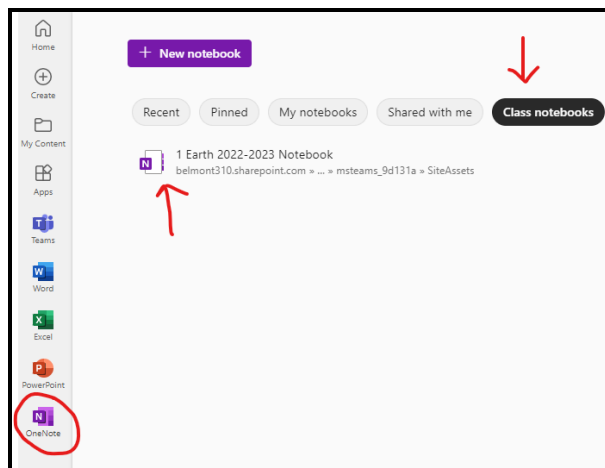 Home
Create
My Content
Apps
Teams
Word
Excel
PowerPoint
OneNote
+ New notebook
Recent Pinned My notebooks Shared with me Class notebooks
1 Earth 2022-2023 Notebook
belmont310.sharepoint.com » ... » msteams_9d131a » SiteAssets